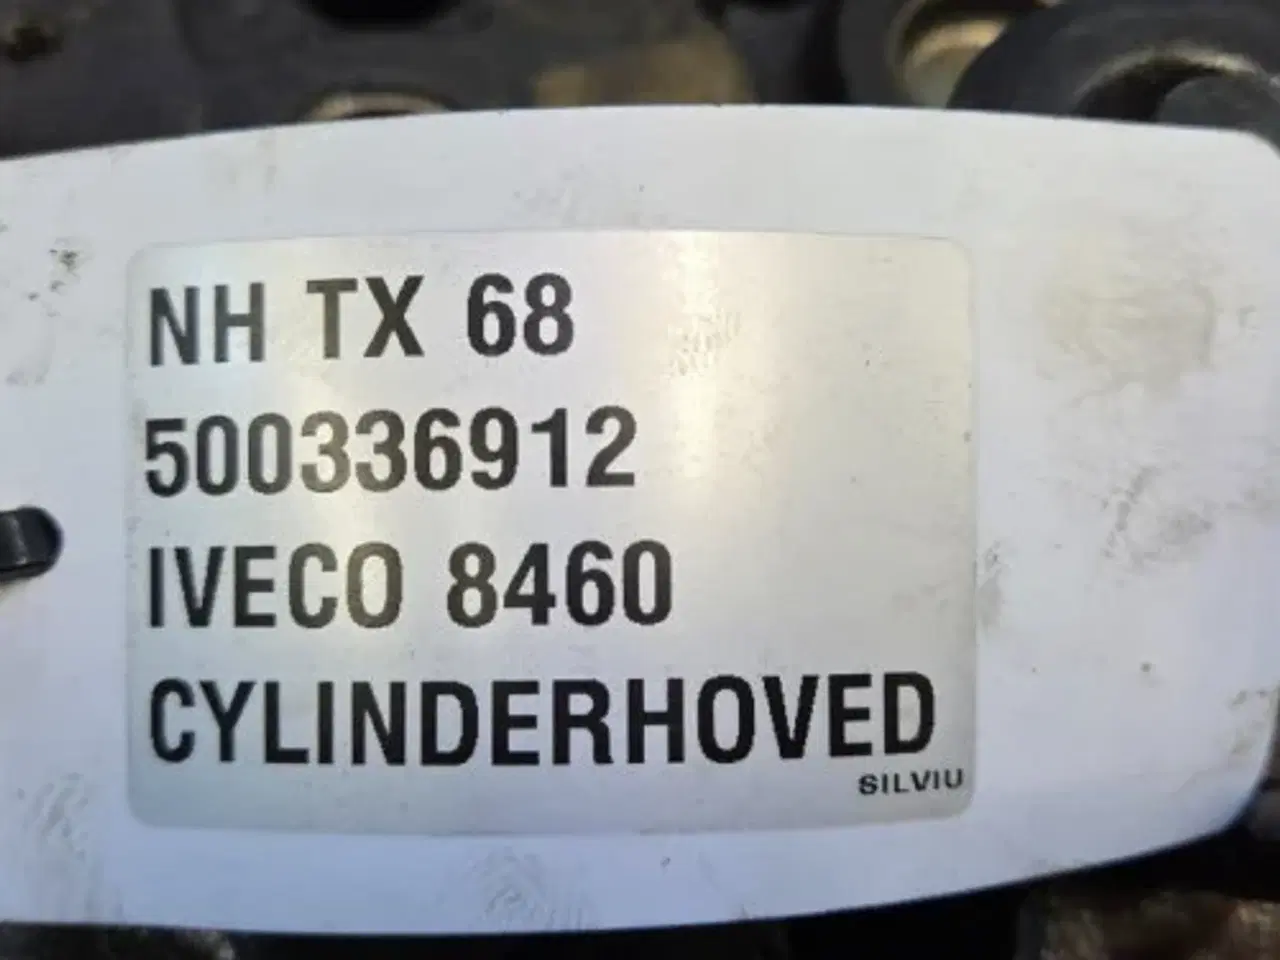 NH TX 68
500336912
IVECO 8460
CYLINDERHOVED
SILVIU